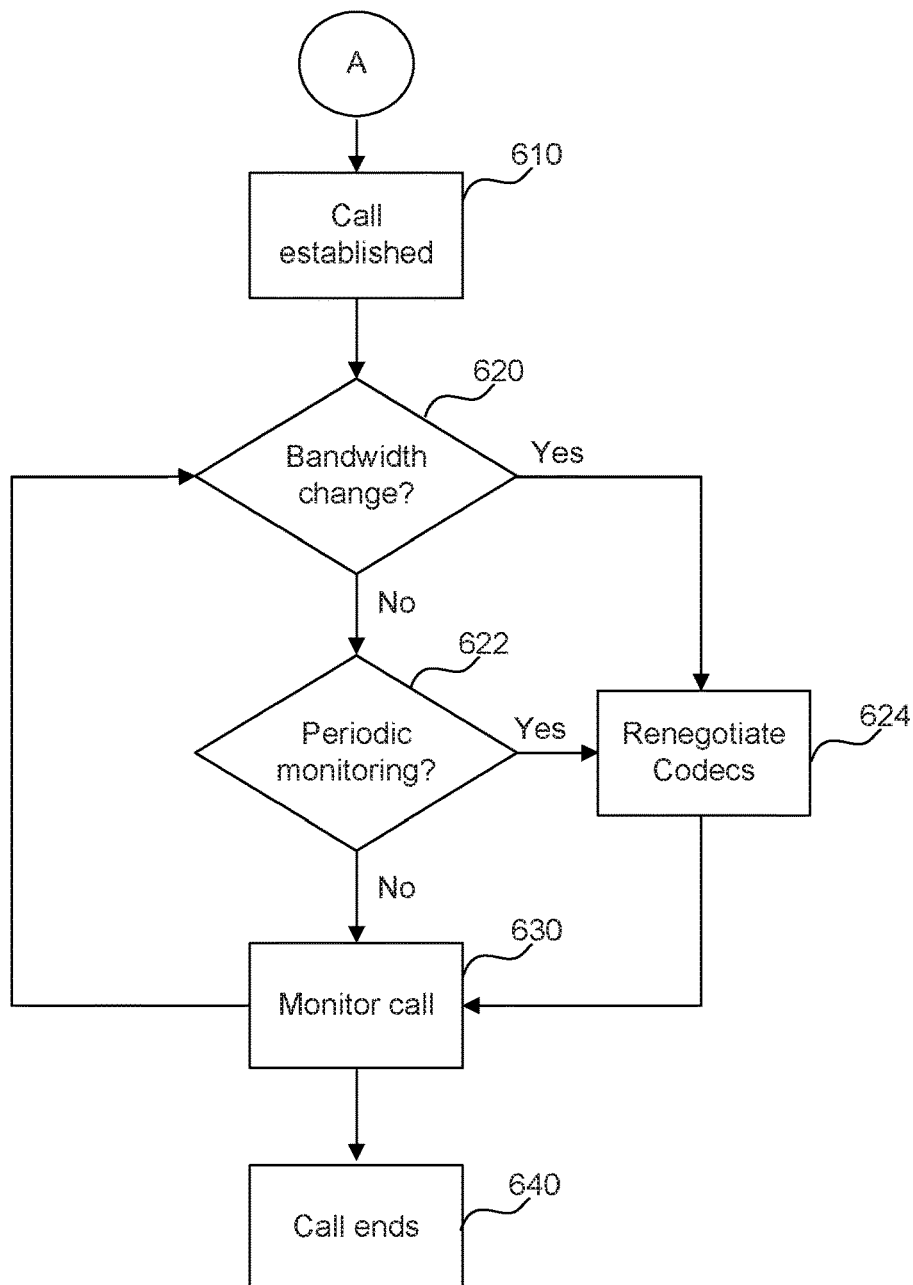 A
610
Call
established
620
Bandwidth
change?
Yes
No
622
Periodic
monitoring?
Yes
624
Renegotiate
Codecs
No
630
Monitor call
640
Call ends